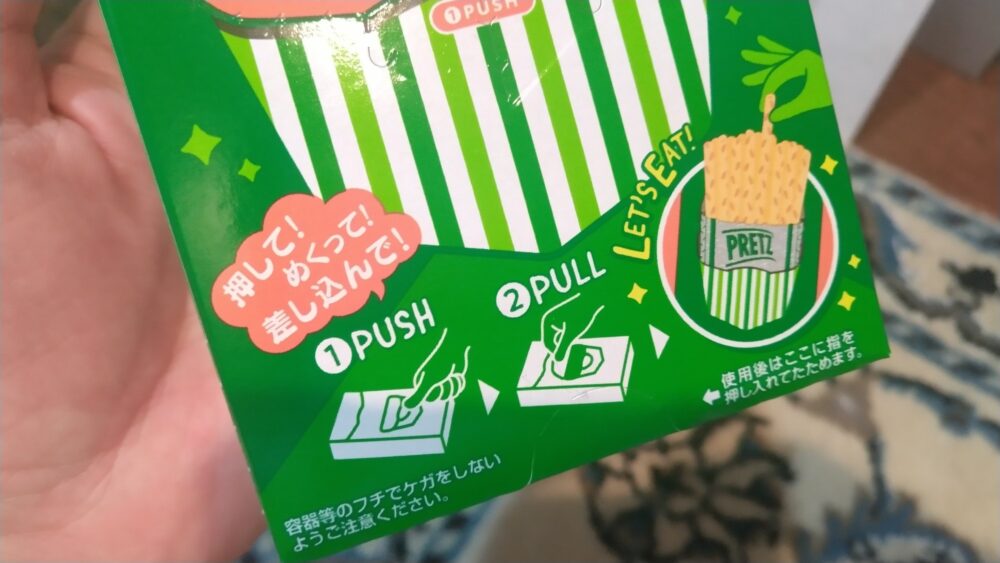 ①PUSH
押して!
めくって!
差し込んで!
①PUSH
②PULL
LET'S EAT!
PRETZ
使用後はここに指を
押し入れてたためます。
容器等のフチでケガをしない
ようご注意ください。